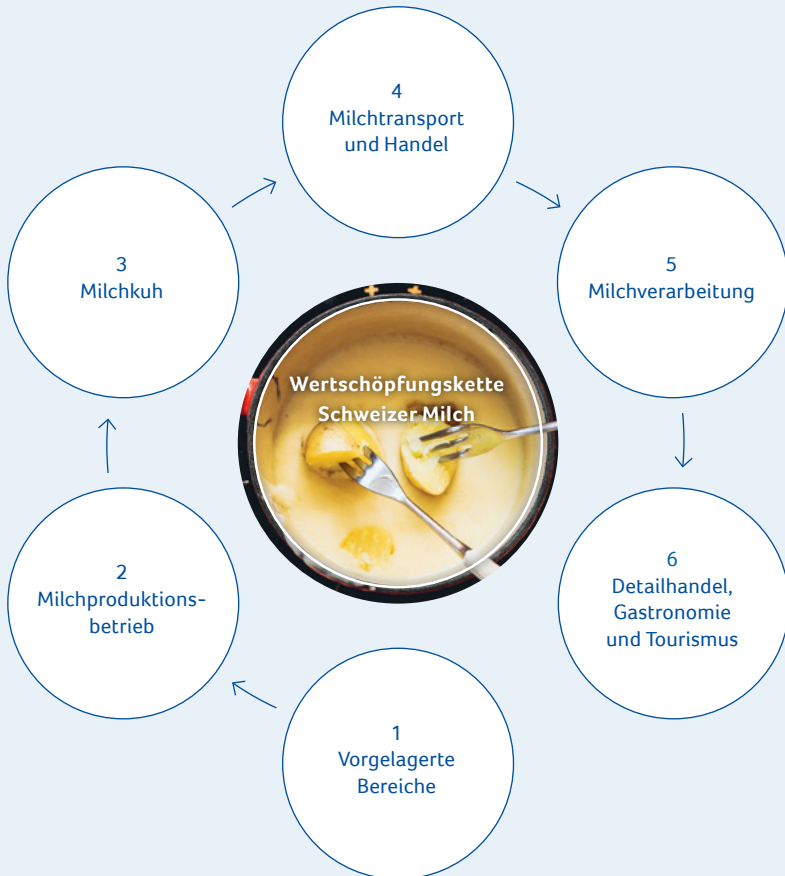 Wertschöpfungskette
Schweizer Milch
1
Vorgelagerte
Bereiche
2
Milchproduktions-
betrieb
3
Milchkuh
4
Milchtransport
und Handel
5
Milchverarbeitung
6
Detailhandel,
Gastronomie
und Tourismus